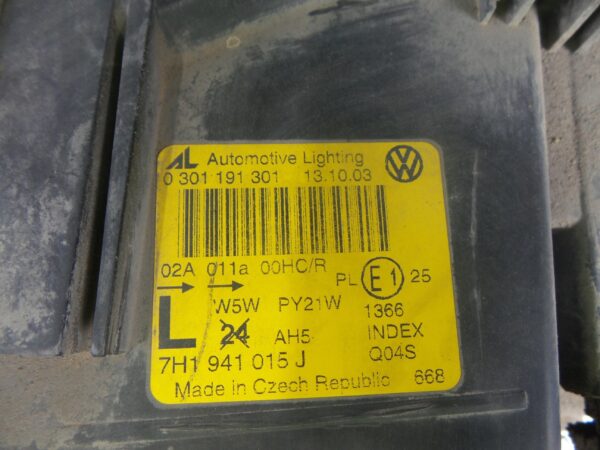 AL Automotive Lighting
0 301 191 301 13.10.03
02A 011a 00HC/R
PL E1 25
L W5W PY21W 1366
24 AH5 INDEX
7H1 941 015 J Q04S
Made in Czech Republic 668